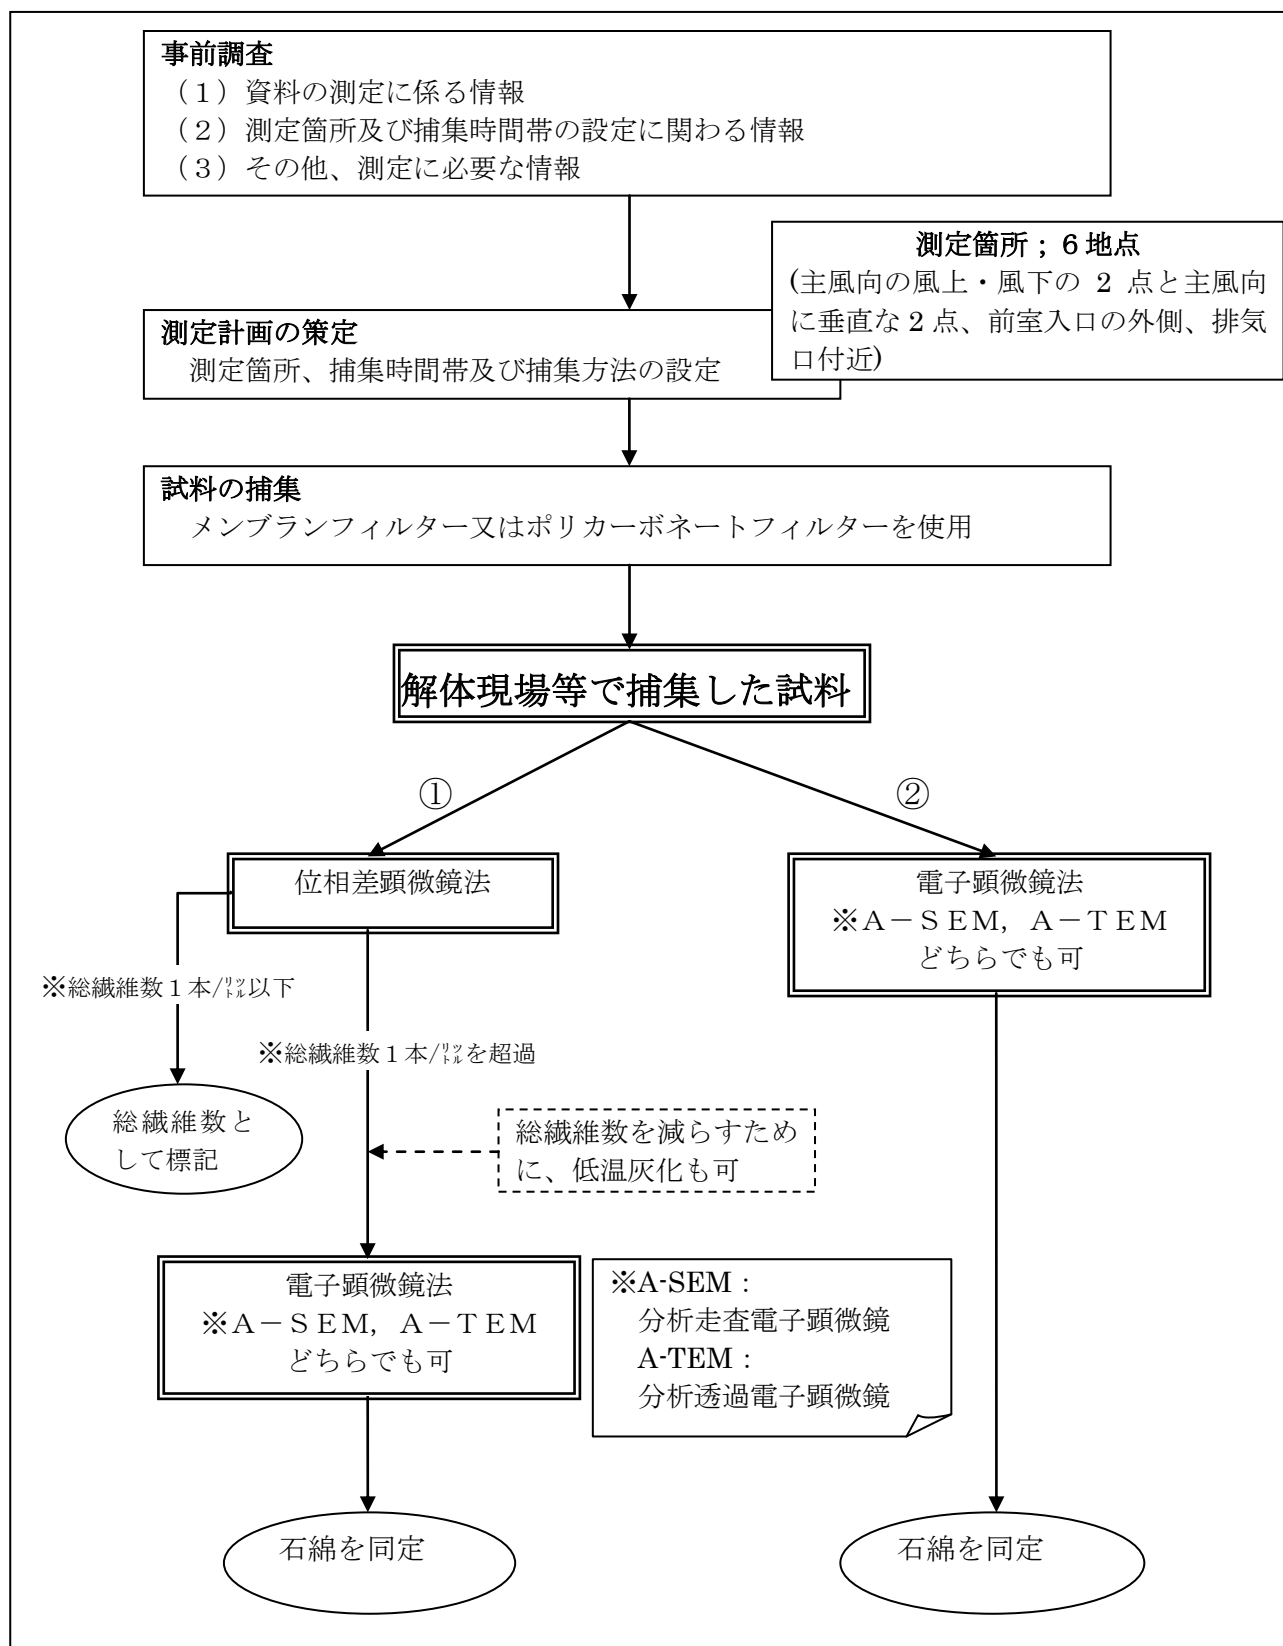 事前調査
（１）資料の測定に係る情報
（２）測定箇所及び捕集時間帯の設定に関わる情報
（３）その他、測定に必要な情報
測定箇所；６地点
(主風向の風上・風下の 2 点と主風向
に垂直な 2 点、前室入口の外側、排気
口付近)
測定計画の策定
測定箇所、捕集時間帯及び捕集方法の設定
試料の捕集
メンブランフィルター又はポリカーボネートフィルターを使用
解体現場等で捕集した試料
①
②
位相差顕微鏡法
電子顕微鏡法
※Ａ－ＳＥＭ，Ａ－ＴＥＭ
どちらでも可
※総繊維数１本/㍑以下
※総繊維数１本/㍑を超過
総繊維数と
して標記
総繊維数を減らすため
に、低温灰化も可
電子顕微鏡法
※Ａ－ＳＥＭ，Ａ－ＴＥＭ
どちらでも可
※A-SEM：
分析走査電子顕微鏡
A-TEM：
分析透過電子顕微鏡
石綿を同定
石綿を同定